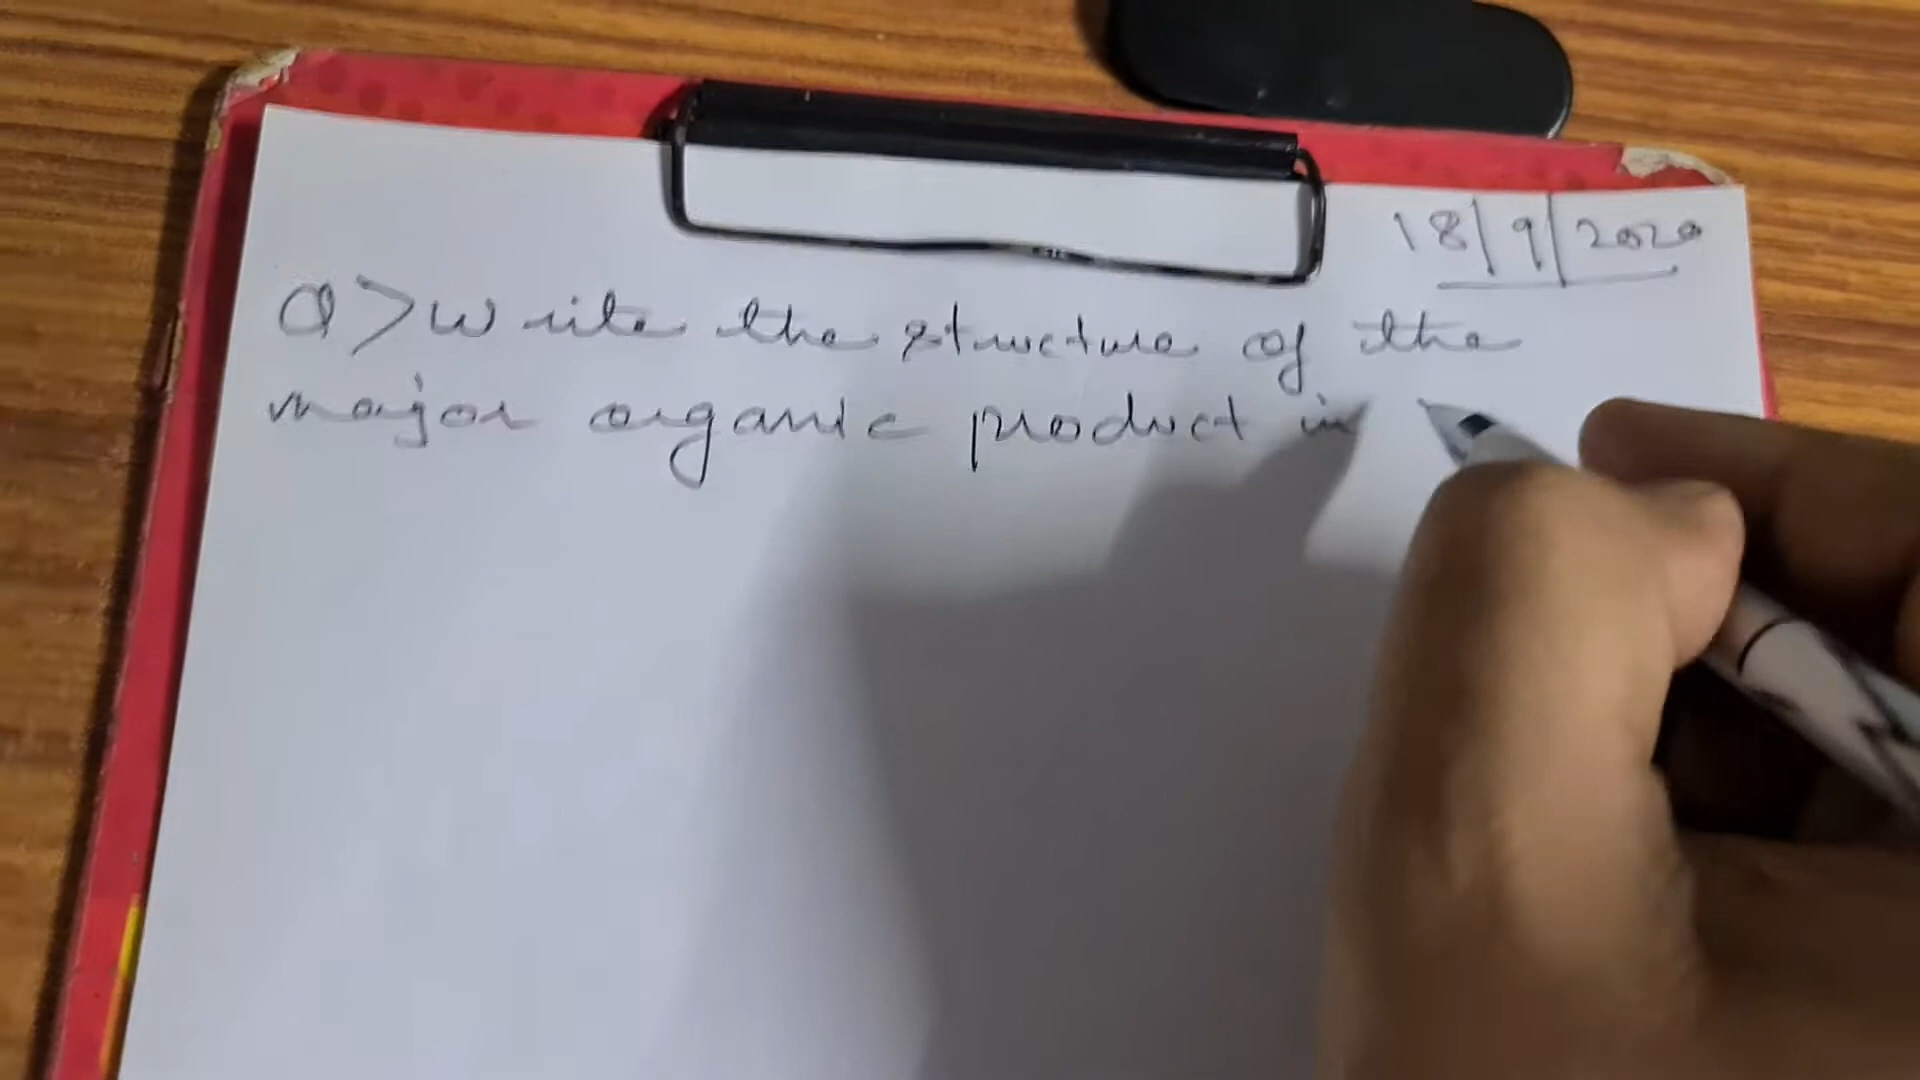 18/9/2020
Q> Write the structure of the
major organic product in